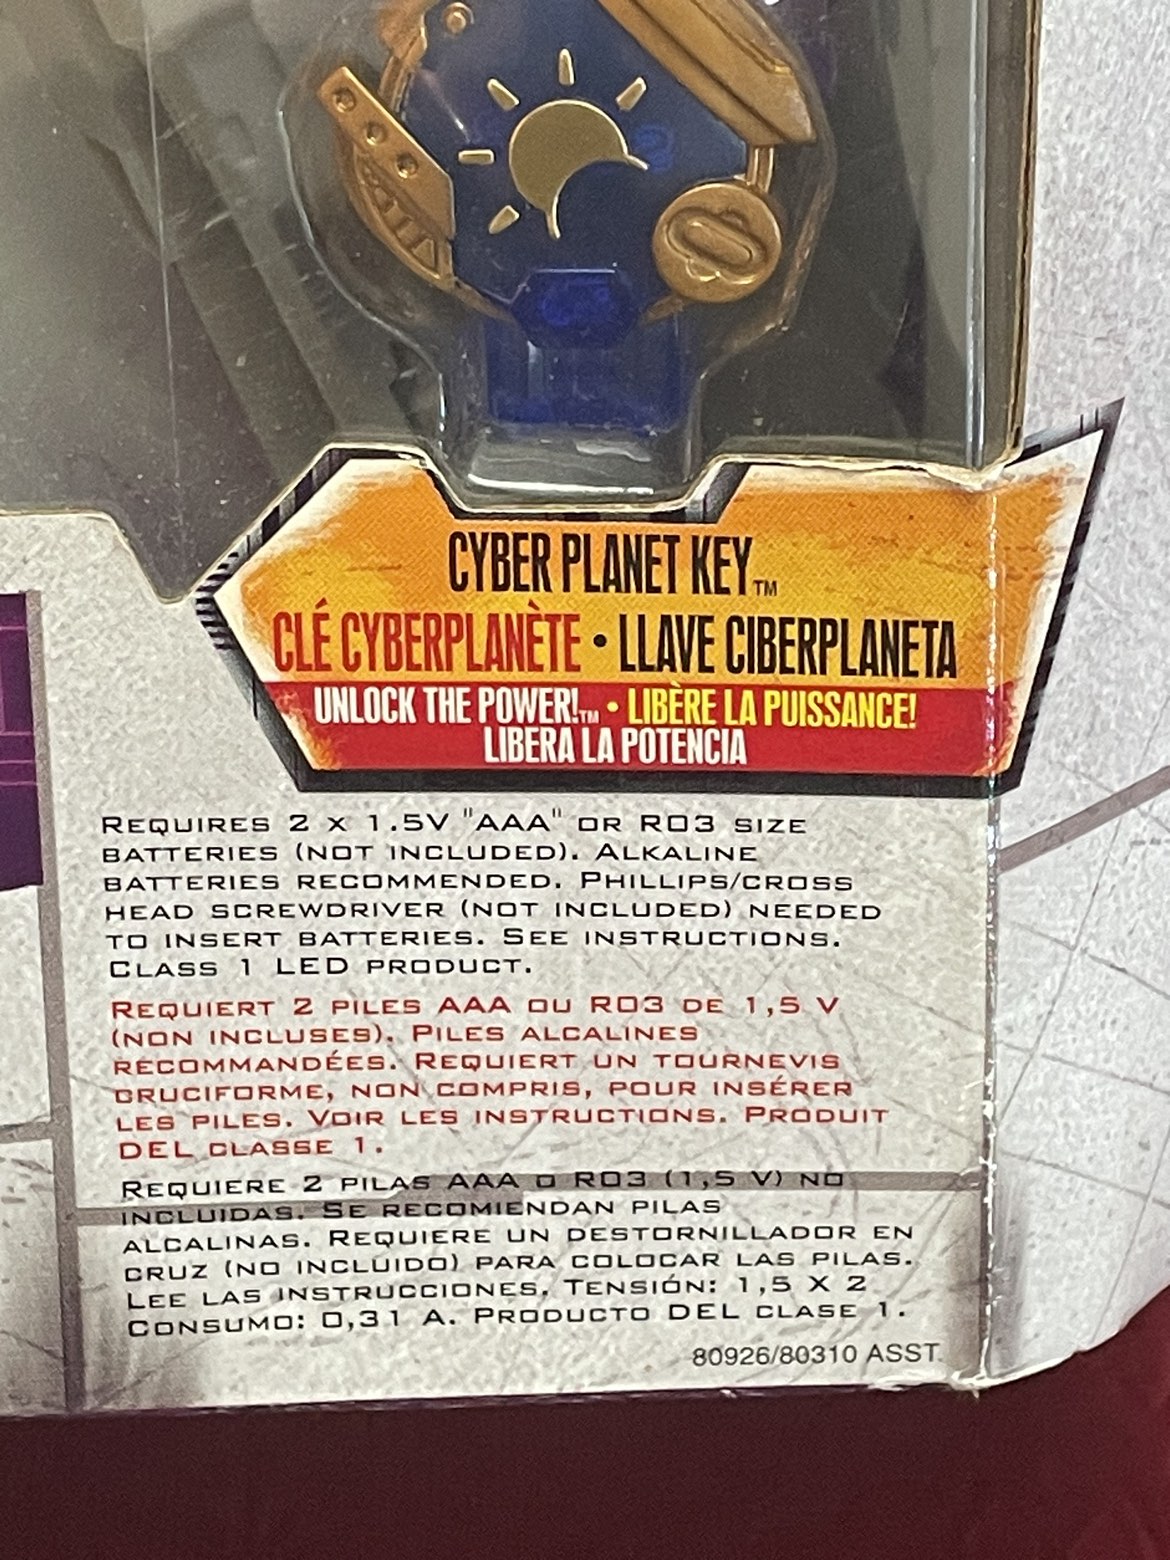 CYBER PLANET KEY™
CLÉ CYBERPLANÈTE • LLAVE CIBERPLANETA
UNLOCK THE POWER!™ • LIBÈRE LA PUISSANCE!
LIBERA LA POTENCIA
REQUIRES 2 X 1.5V "AAA" OR R03 SIZE
BATTERIES (NOT INCLUDED). ALKALINE
BATTERIES RECOMMENDED. PHILLIPS/CROSS
HEAD SCREWDRIVER (NOT INCLUDED) NEEDED
TO INSERT BATTERIES. SEE INSTRUCTIONS.
CLASS 1 LED PRODUCT.
REQUIERT 2 PILES AAA OU R03 DE 1,5 V
(NON INCLUSES). PILES ALCALINES
RECOMMANDÉES. REQUIERT UN TOURNEVIS
CRUCIFORME, NON COMPRIS, POUR INSÉRER
LES PILES. VOIR LES INSTRUCTIONS. PRODUIT
DEL CLASSE 1.
REQUIERE 2 PILAS AAA O R03 (1,5 V) NO
INCLUIDAS. SE RECOMIENDAN PILAS
ALCALINAS. REQUIERE UN DESTORNILLADOR EN
CRUZ (NO INCLUIDO) PARA COLOCAR LAS PILAS.
LEE LAS INSTRUCCIONES. TENSIÓN: 1,5 X 2
CONSUMO: 0,31 A. PRODUCTO DEL CLASE 1.
80926/80310 ASST.